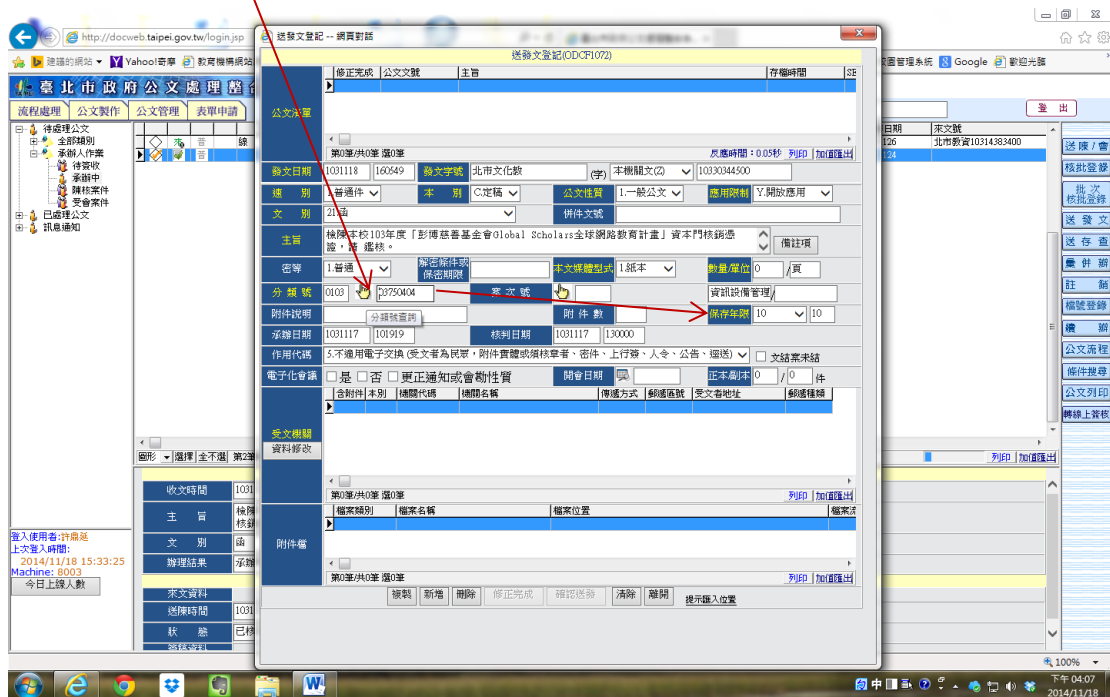 http://docweb.taipei.gov.tw/login.jsp
送發文登記 -- 網頁對話
建議的網站
Yahoo!奇摩
教育機構網站
校園管理系統
Google
歡迎光臨
臺北市政府公文處理整合
流程處理
公文製作
公文管理
表單申請
登 出
待處理公文
全部類別
承辦人作業
待簽收
承辦中
陳核案件
受會案件
已處理公文
訊息通知
日期
來文號
126
北市教資10314383400
124
送發文登記(ODCF1072)
修正完成
公文文號
主旨
存檔時間
公文清單
第0筆/共0筆 選0筆
反應時間：0.05秒
列印
加值匯出
發文日期
1031118
160549
發文字號
北市文化數
(字)
本機關文(Z)
10330344500
速 別
1.普通件
本 別
C.定稿
公文性質
1.一般公文
應用限制
Y.開放應用
文 別
21.函
併件文號
主旨
檢陳本校103年度「彭博慈善基金會Global Scholars全球網路教育計畫」資本門核銷憑
證，請 鑑核。
備註項
密等
1.普通
解密條件或
保密期限
本文媒體型式
1.紙本
數量/單位
0
/頁
分 類 號
0103
03750404
案 次 號
資訊設備管理/
分類號查詢
附件說明
附 件 數
保存年限
10
10
承辦日期
1031117
101919
核判日期
1031117
130000
作用代碼
5.不適用電子交換 (受文者為民眾，附件實體或須核章者、密件、上行簽、人令、公告、遞送)
文結案未結
電子化會議
是
否
更正通知或會勘性質
開會日期
正本/副本
0
/
0
件
含附件
本別
機關代碼
機關名稱
傳遞方式
郵遞區號
受文者地址
郵遞種類
受文機關
資料修改
第0筆/共0筆 選0筆
列印
加值匯出
檔案類別
檔案名稱
檔案位置
附件檔
第0筆/共0筆 選0筆
列印
加值匯出
複製
新增
刪除
修正完成
確認送發
清除
離開
提示匯入位置
圖形
選擇
全不選
第2筆
列印
加值匯出
收文時間
1031
主 旨
檢陳
核銷
文 別
函
辦理結果
承辦
來文資料
送陳時間
1031
狀 態
已核
登入使用者:許鼎延
上次登入時間:
2014/11/18 15:33:25
Machine: 8003
今日上線人數
送 陳 / 會
核批登錄
批 次
核批登錄
送 發 文
送 存 查
彙 併 辦
註 銷
檔號登錄
續 辦
公文流程
條件搜尋
公文列印
轉線上簽核
100%
中
下午 04:07
2014/11/18